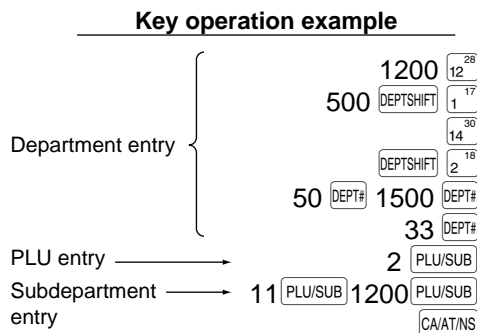 Key operation example
1200 12 28
500 DEPTSHIFT 1 17
14 30
Department entry
DEPTSHIFT 2 18
50 DEPT# 1500 DEPT#
33 DEPT#
PLU entry 2 PLU/SUB
Subdepartment 11 PLU/SUB 1200 PLU/SUB
entry
CA/AT/NS